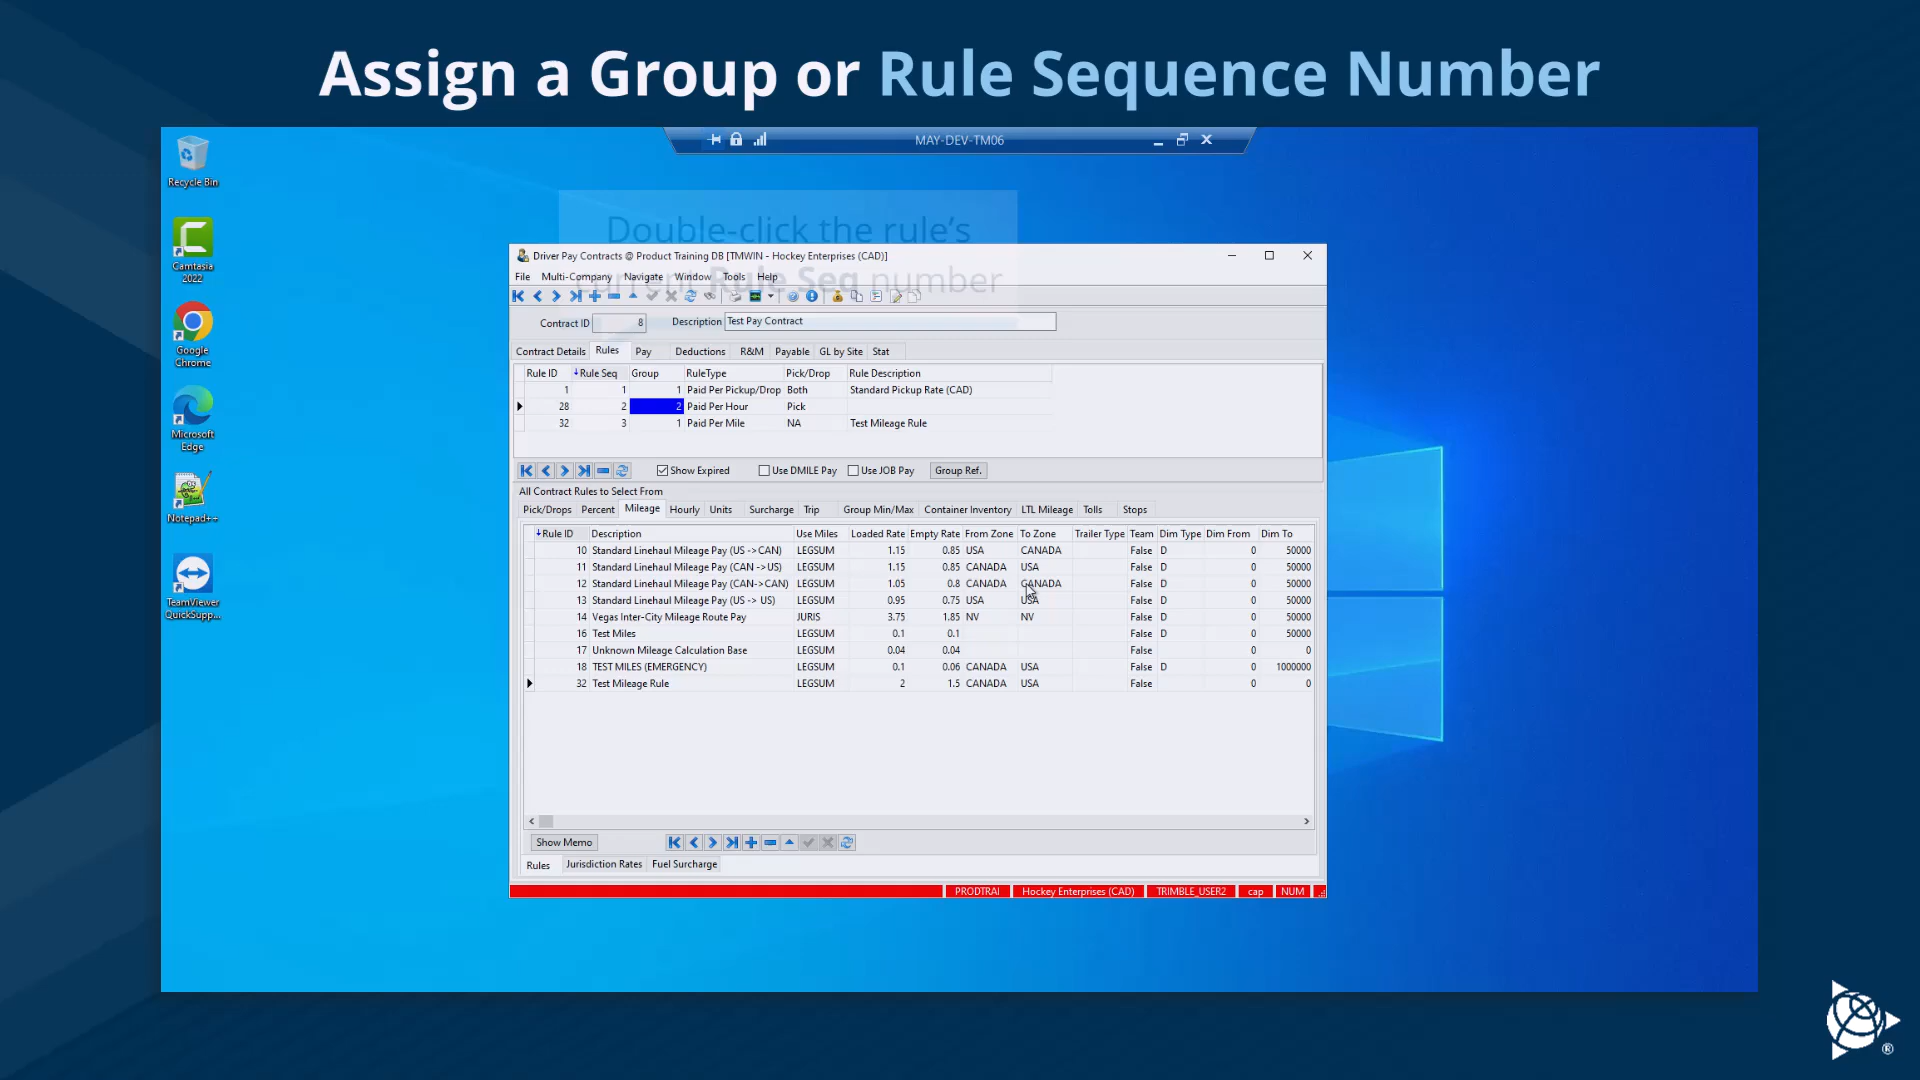 Assign a Group or Rule Sequence Number
MAY-DEV-TM06
Recycle Bin
Camtasia 2022
Google Chrome
Microsoft Edge
Notepad++
TeamViewer QuickSupp...
Double-click the rule's
current Rule Seq number
Driver Pay Contracts @ Product Training DB [TMWIN - Hockey Enterprises (CAD)]
File Multi-Company Navigate Window Tools Help
Contract ID 8 Description Test Pay Contract
Contract Details Rules Pay Deductions R&M Payable GL by Site Stat
Rule ID Rule Seq Group RuleType Pick/Drop Rule Description
1 1 1 Paid Per Pickup/Drop Both Standard Pickup Rate (CAD)
28 2 2 Paid Per Hour Pick
32 3 1 Paid Per Mile NA Test Mileage Rule
Show Expired Use DMILE Pay Use JOB Pay Group Ref.
All Contract Rules to Select From
Pick/Drops Percent Mileage Hourly Units Surcharge Trip Group Min/Max Container Inventory LTL Mileage Tolls Stops
Rule ID Description Use Miles Loaded Rate Empty Rate From Zone To Zone Trailer Type Team Dim Type Dim From Dim To
10 Standard Linehaul Mileage Pay (US ->CAN) LEGSUM 1.15 0.85 USA CANADA False D 0 50000
11 Standard Linehaul Mileage Pay (CAN ->US) LEGSUM 1.15 0.85 CANADA USA False D 0 50000
12 Standard Linehaul Mileage Pay (CAN->CAN) LEGSUM 1.05 0.8 CANADA CANADA False D 0 50000
13 Standard Linehaul Mileage Pay (US -> US) LEGSUM 0.95 0.75 USA USA False D 0 50000
14 Vegas Inter-City Mileage Route Pay JURIS 3.75 1.85 NV NV False D 0 50000
16 Test Miles LEGSUM 0.1 0.1 False D 0 50000
17 Unknown Mileage Calculation Base LEGSUM 0.04 0.04 False 0 0
18 TEST MILES (EMERGENCY) LEGSUM 0.1 0.06 CANADA USA False D 0 1000000
32 Test Mileage Rule LEGSUM 2 1.5 CANADA USA False 0 0
Show Memo
Rules Jurisdiction Rates Fuel Surcharge
PRODTRAI Hockey Enterprises (CAD) TRIMBLE_USER2 cap NUM